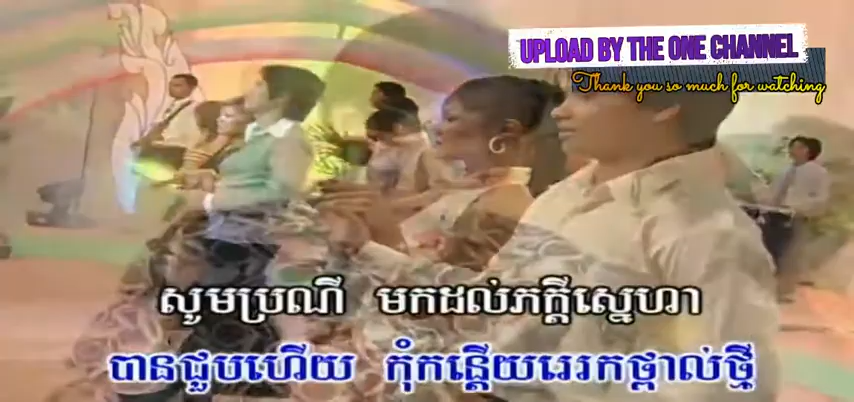 UPLOAD BY THE ONE CHANNEL
Thank you so much for watching
សូមប្រណី មកដល់ភក្ដីស្នេហា
បានជួបហើយ កុំកន្តើយរេរកថ្ពាល់ថ្មី